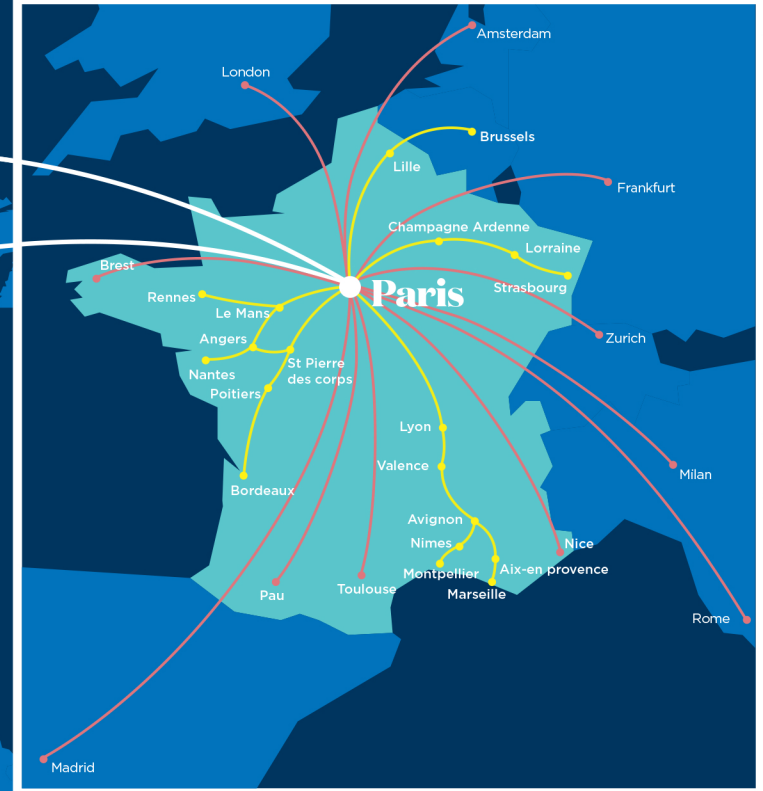 Amsterdam
London
Brussels
Lille
Frankfurt
Champagne Ardenne
Lorraine
Brest
Strasbourg
Paris
Rennes
Le Mans
Angers
Zurich
St Pierre
des corps
Nantes
Poitiers
Lyon
Valence
Milan
Bordeaux
Avignon
Nimes
Nice
Montpellier
Aix-en provence
Toulouse
Pau
Marseille
Rome
Madrid